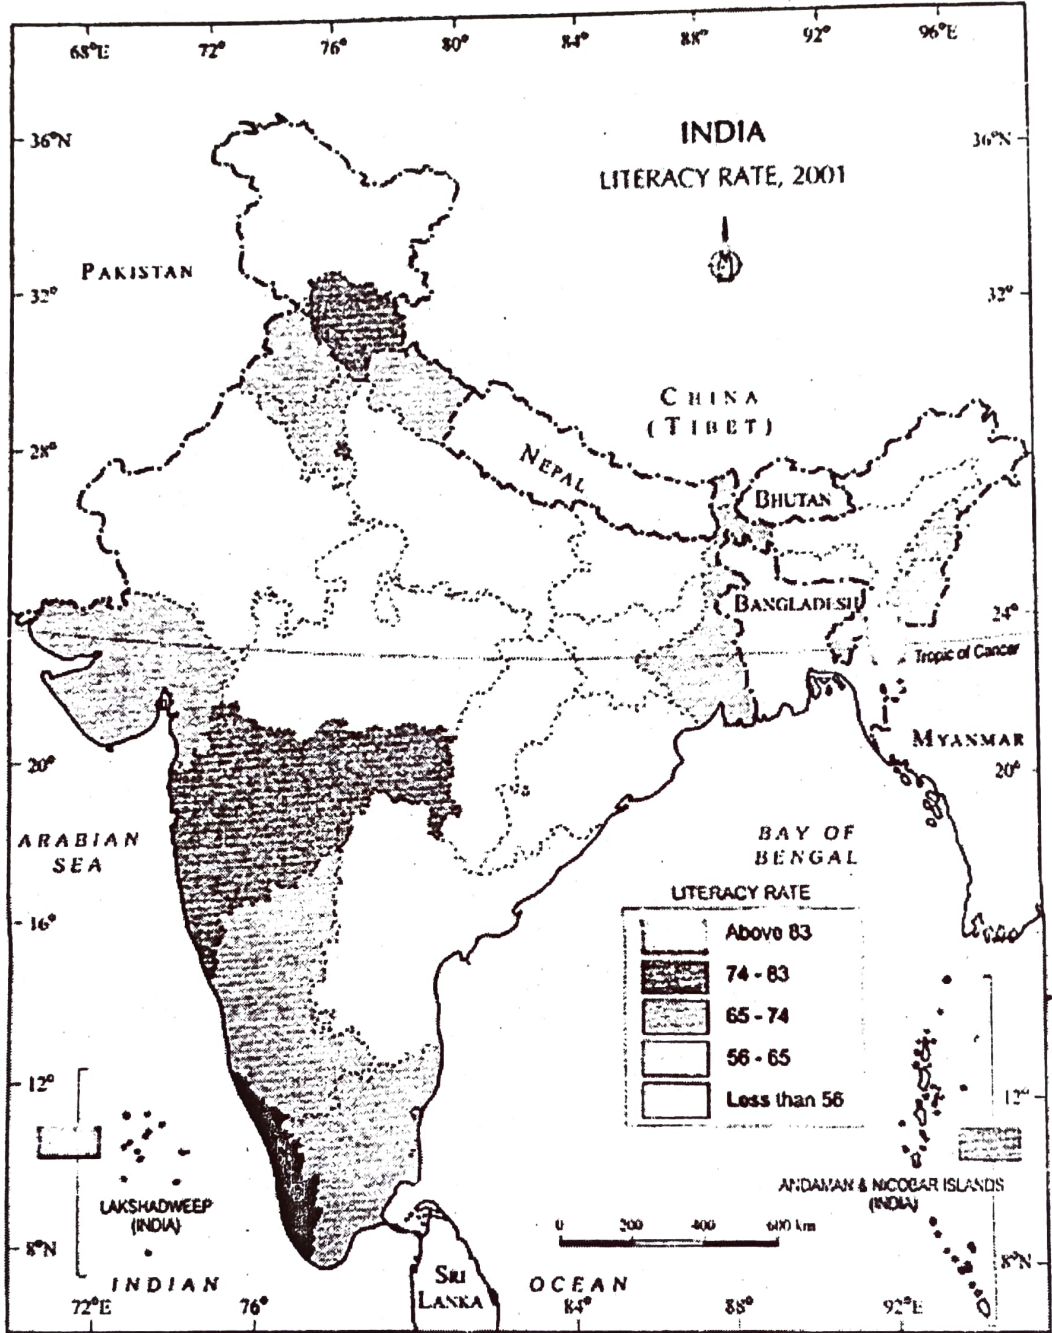 68°E 72° 76° 80° 84° 88° 92° 96°E
36°N 36°N
INDIA
LITERACY RATE, 2001
PAKISTAN
32° 32°
CHINA
(TIBET)
28°
NEPAL
BHUTAN
BANGLADESH
24°
Tropic of Cancer
MYANMAR
20° 20°
ARABIAN
SEA
BAY OF
BENGAL
LITERACY RATE
16°
Above 83
74 - 83
65 - 74
56 - 65
Less than 56
12° 12°
LAKSHADWEEP
(INDIA)
ANDAMAN & NICOBAR ISLANDS
(INDIA)
0 200 400 600 km
8°N 8°N
INDIAN OCEAN
SRI
LANKA
72°E 76° 84° 88° 92°E